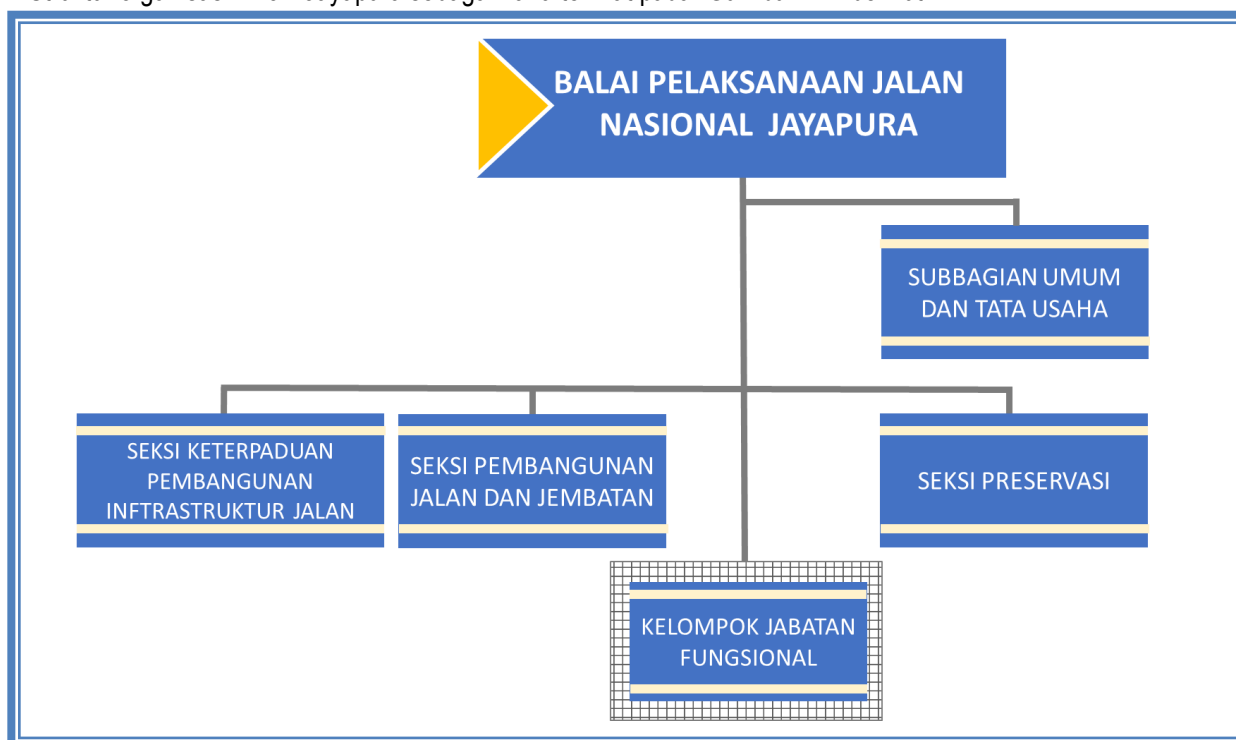 BALAI PELAKSANAAN JALAN
NASIONAL JAYAPURA
SUBBAGIAN UMUM
DAN TATA USAHA
SEKSI KETERPADUAN
PEMBANGUNAN
INFTRASTRUKTUR JALAN
SEKSI PEMBANGUNAN
JALAN DAN JEMBATAN
SEKSI PRESERVASI
KELOMPOK JABATAN
FUNGSIONAL